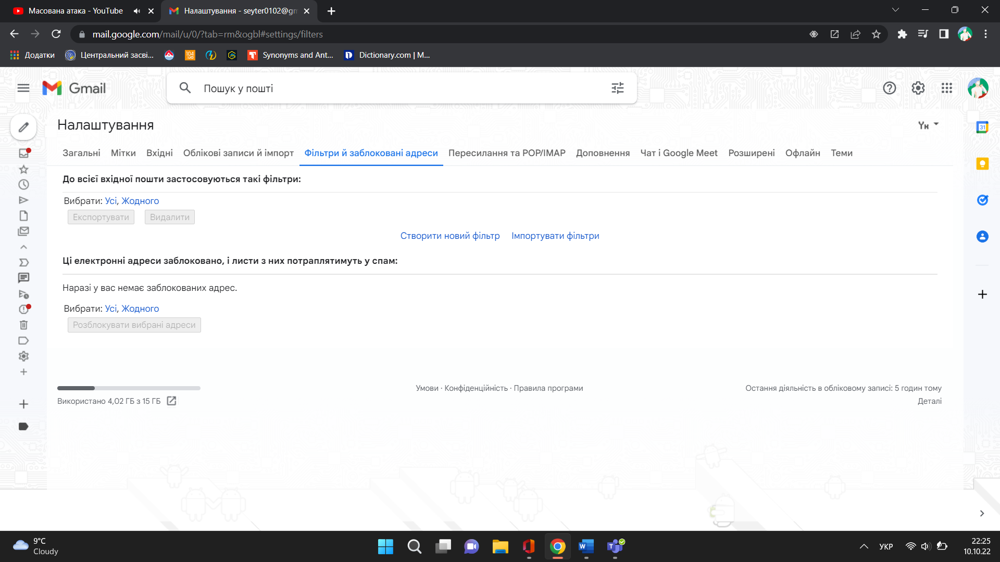 Масована атака - YouTube
Налаштування - seyter0102@gm
mail.google.com/mail/u/0/?tab=rm&ogbl#settings/filters
Додатки
Центральний засві...
104.ua
Synonyms and Ant...
Dictionary.com | M...
Gmail
Пошук у пошті
Налаштування
Загальні
Мітки
Вхідні
Облікові записи й імпорт
Фільтри й заблоковані адреси
Пересилання та POP/IMAP
Доповнення
Чат і Google Meet
Розширені
Офлайн
Теми
До всієї вхідної пошти застосовуються такі фільтри:
Вибрати: Усі, Жодного
Експортувати
Видалити
Створити новий фільтр
Імпортувати фільтри
Ці електронні адреси заблоковано, і листи з них потраплятимуть у спам:
Наразі у вас немає заблокованих адрес.
Вибрати: Усі, Жодного
Розблокувати вибрані адреси
Умови · Конфіденційність · Правила програми
Остання діяльність в обліковому записі: 5 годин тому
Використано 4,02 ГБ з 15 ГБ
Деталі
31
9°C
Cloudy
УКР
22:25
10.10.22